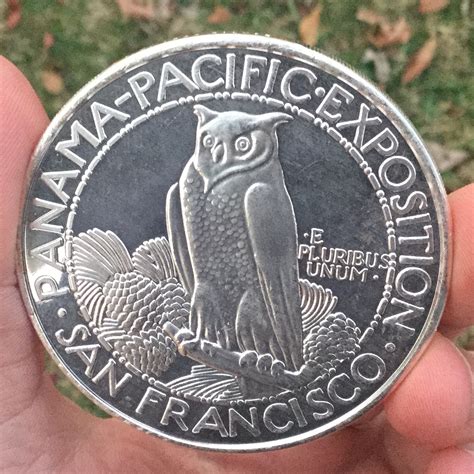 PANAMA-PACIFIC·EXPOSITION
·SAN FRANCISCO·
·E
PLURIBUS
UNUM·